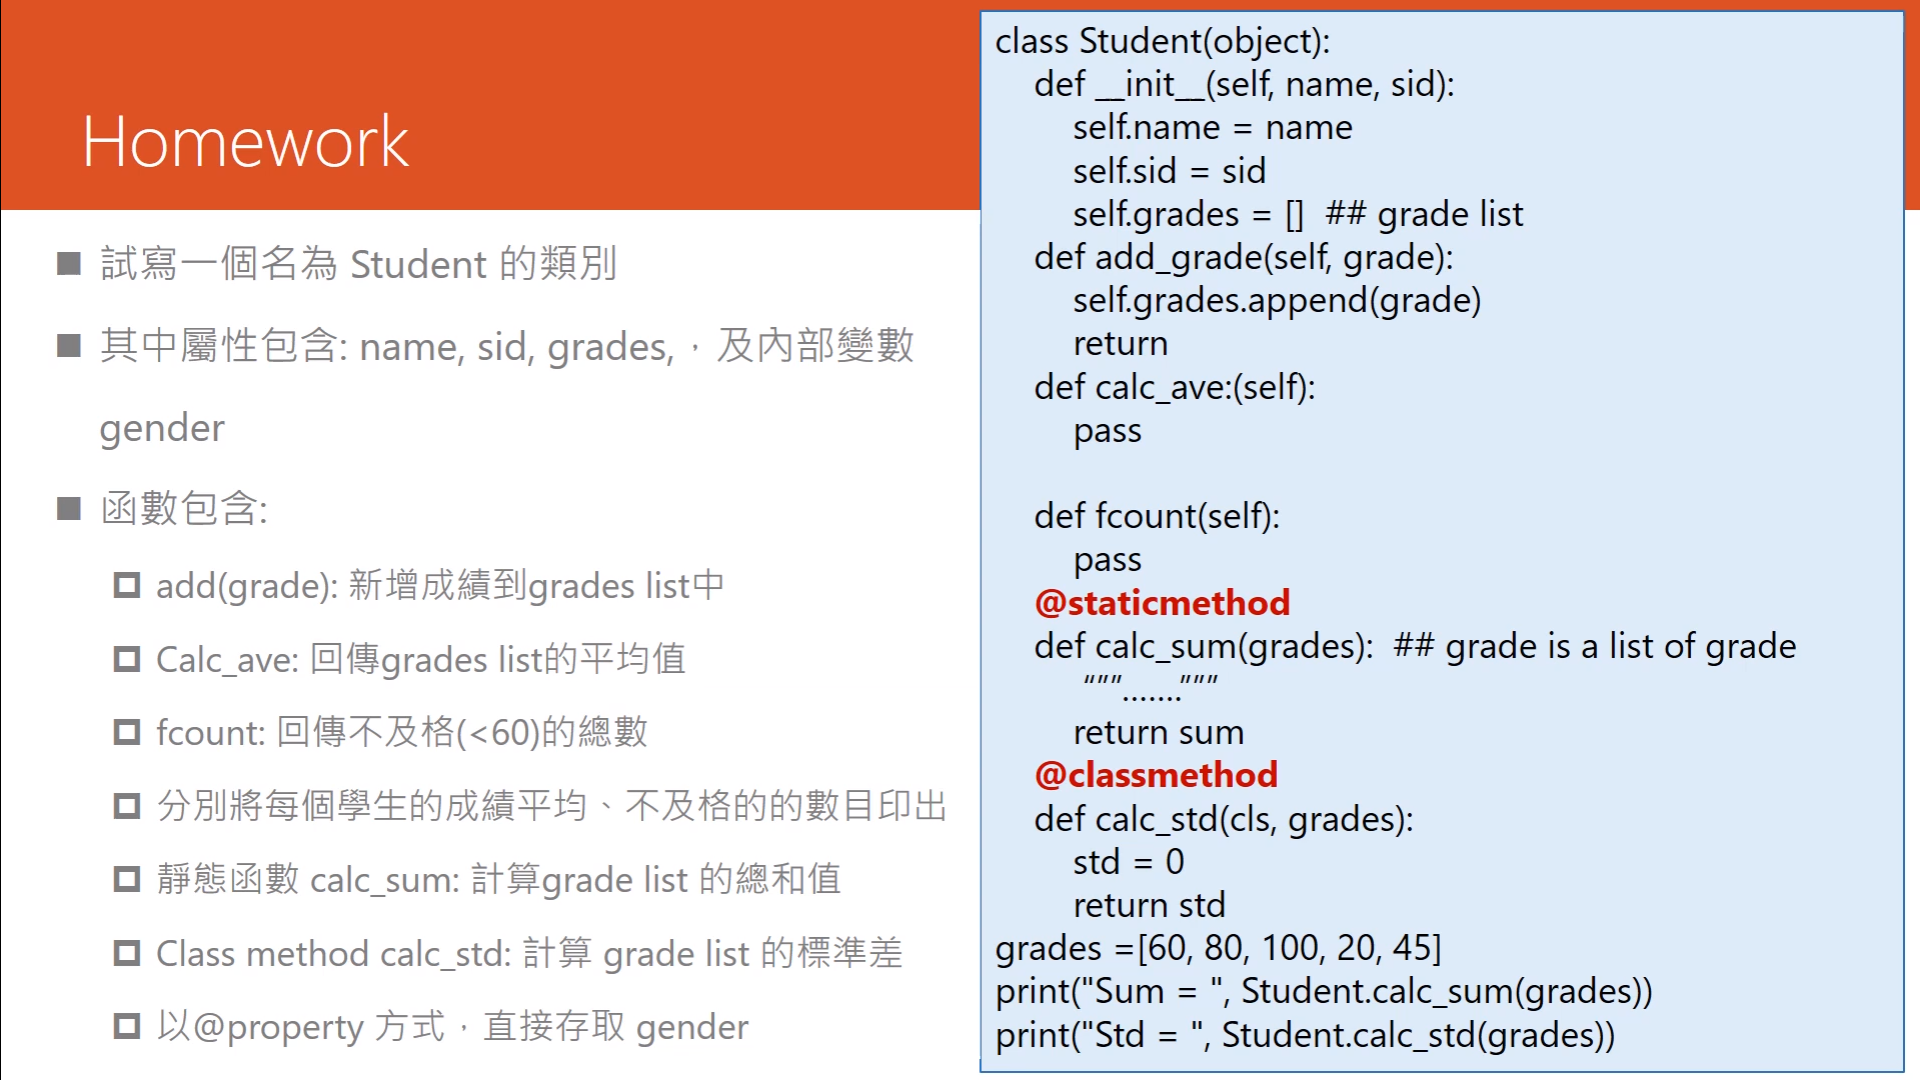 Homework
試寫一個名為 Student 的類別
其中屬性包含: name, sid, grades,，及內部變數
gender
函數包含:
add(grade): 新增成績到grades list中
Calc_ave: 回傳grades list的平均值
fcount: 回傳不及格(<60)的總數
分別將每個學生的成績平均、不及格的的數目印出
靜態函數 calc_sum: 計算grade list 的總和值
Class method calc_std: 計算 grade list 的標準差
以@property 方式，直接存取 gender
class Student(object):
def __init__(self, name, sid):
self.name = name
self.sid = sid
self.grades = [] ## grade list
def add_grade(self, grade):
self.grades.append(grade)
return
def calc_ave:(self):
pass
def fcount(self):
pass
@staticmethod
def calc_sum(grades): ## grade is a list of grade
“””.......”””
return sum
@classmethod
def calc_std(cls, grades):
std = 0
return std
grades =[60, 80, 100, 20, 45]
print("Sum = ", Student.calc_sum(grades))
print("Std = ", Student.calc_std(grades))